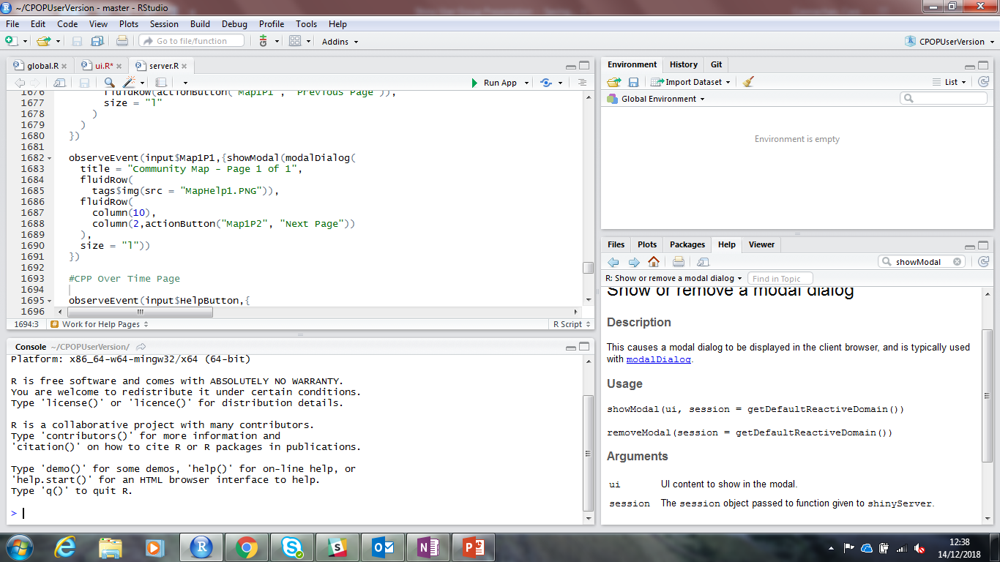 ~/CPOPUserVersion - master - RStudio
File Edit Code View Plots Session Build Debug Profile Tools Help
Go to file/function
Addins
CPOPUserVersion
global.R
ui.R*
server.R
Run App
1676 fluidRow(actionButton("Map1P1", "Previous Page")),
1677 size = "l"
1678 )
1679 )
1680 })
1681
1682 observeEvent(input$Map1P1,{showModal(modalDialog(
1683 title = "Community Map - Page 1 of 1",
1684 fluidRow(
1685 tags$img(src = "MapHelp1.PNG")),
1686 fluidRow(
1687 column(10),
1688 column(2,actionButton("Map1P2", "Next Page"))
1689 ),
1690 size = "l"))
1691 })
1692
1693 #CPP Over Time Page
1694
1695 observeEvent(input$HelpButton,{
1696
1694:3 # Work for Help Pages R Script
Console ~/CPOPUserVersion/
Platform: x86_64-w64-mingw32/x64 (64-bit)
R is free software and comes with ABSOLUTELY NO WARRANTY.
You are welcome to redistribute it under certain conditions.
Type 'license()' or 'licence()' for distribution details.
R is a collaborative project with many contributors.
Type 'contributors()' for more information and
'citation()' on how to cite R or R packages in publications.
Type 'demo()' for some demos, 'help()' for on-line help, or
'help.start()' for an HTML browser interface to help.
Type 'q()' to quit R.
>
Environment History Git
Import Dataset List
Global Environment
Environment is empty
Files Plots Packages Help Viewer
showModal
R: Show or remove a modal dialog Find in Topic
Show or remove a modal dialog
Description
This causes a modal dialog to be displayed in the client browser, and is typically used
with modalDialog.
Usage
showModal(ui, session = getDefaultReactiveDomain())
removeModal(session = getDefaultReactiveDomain())
Arguments
ui UI content to show in the modal.
session The session object passed to function given to shinyServer.
12:38
14/12/2018